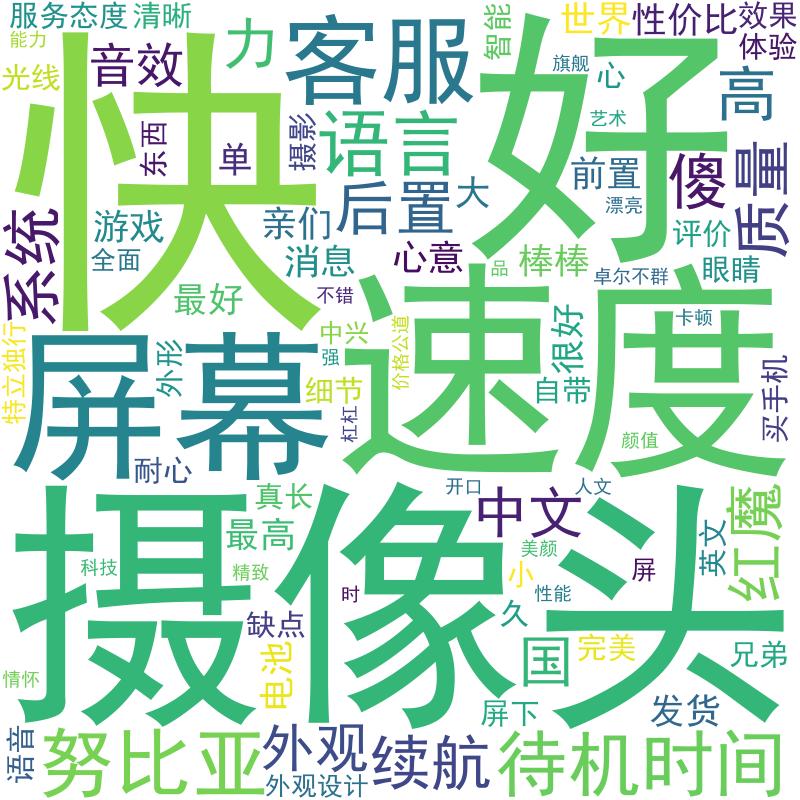 服务态度
清晰
能力
光线
音效
力
客服
智能
世界
性价比
效果
体验
快
好
旗舰
心
高
艺术
东西
单
摄影
语言
前置
傻
质量
漂亮
后置
大
系统
游戏
全面
亲们
消息
心意
棒棒
品
卓尔不群
评价
眼睛
最好
不错
中兴
强
价格公道
速度
很好
卡顿
特立独行
外形
屏幕
细节
杠杠
自带
买手机
颜值
耐心
真长
最高
开口
人文
中文
英文
红魔
摄像头
科技
精致
时
美颜
小
性能
屏
缺点
电池
久
国
完美
兄弟
情怀
屏下
发货
语音
努比亚
外观
外观设计
续航
待机时间